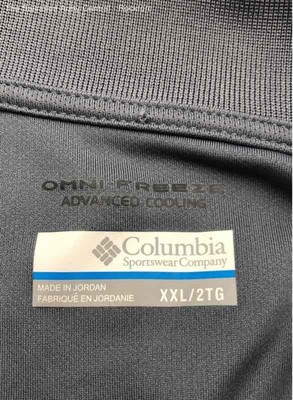 OMNI-FREEZE
ADVANCED COOLING
Columbia
Sportswear Company
MADE IN JORDAN
FABRIQUÉ EN JORDANIE
XXL/2TG